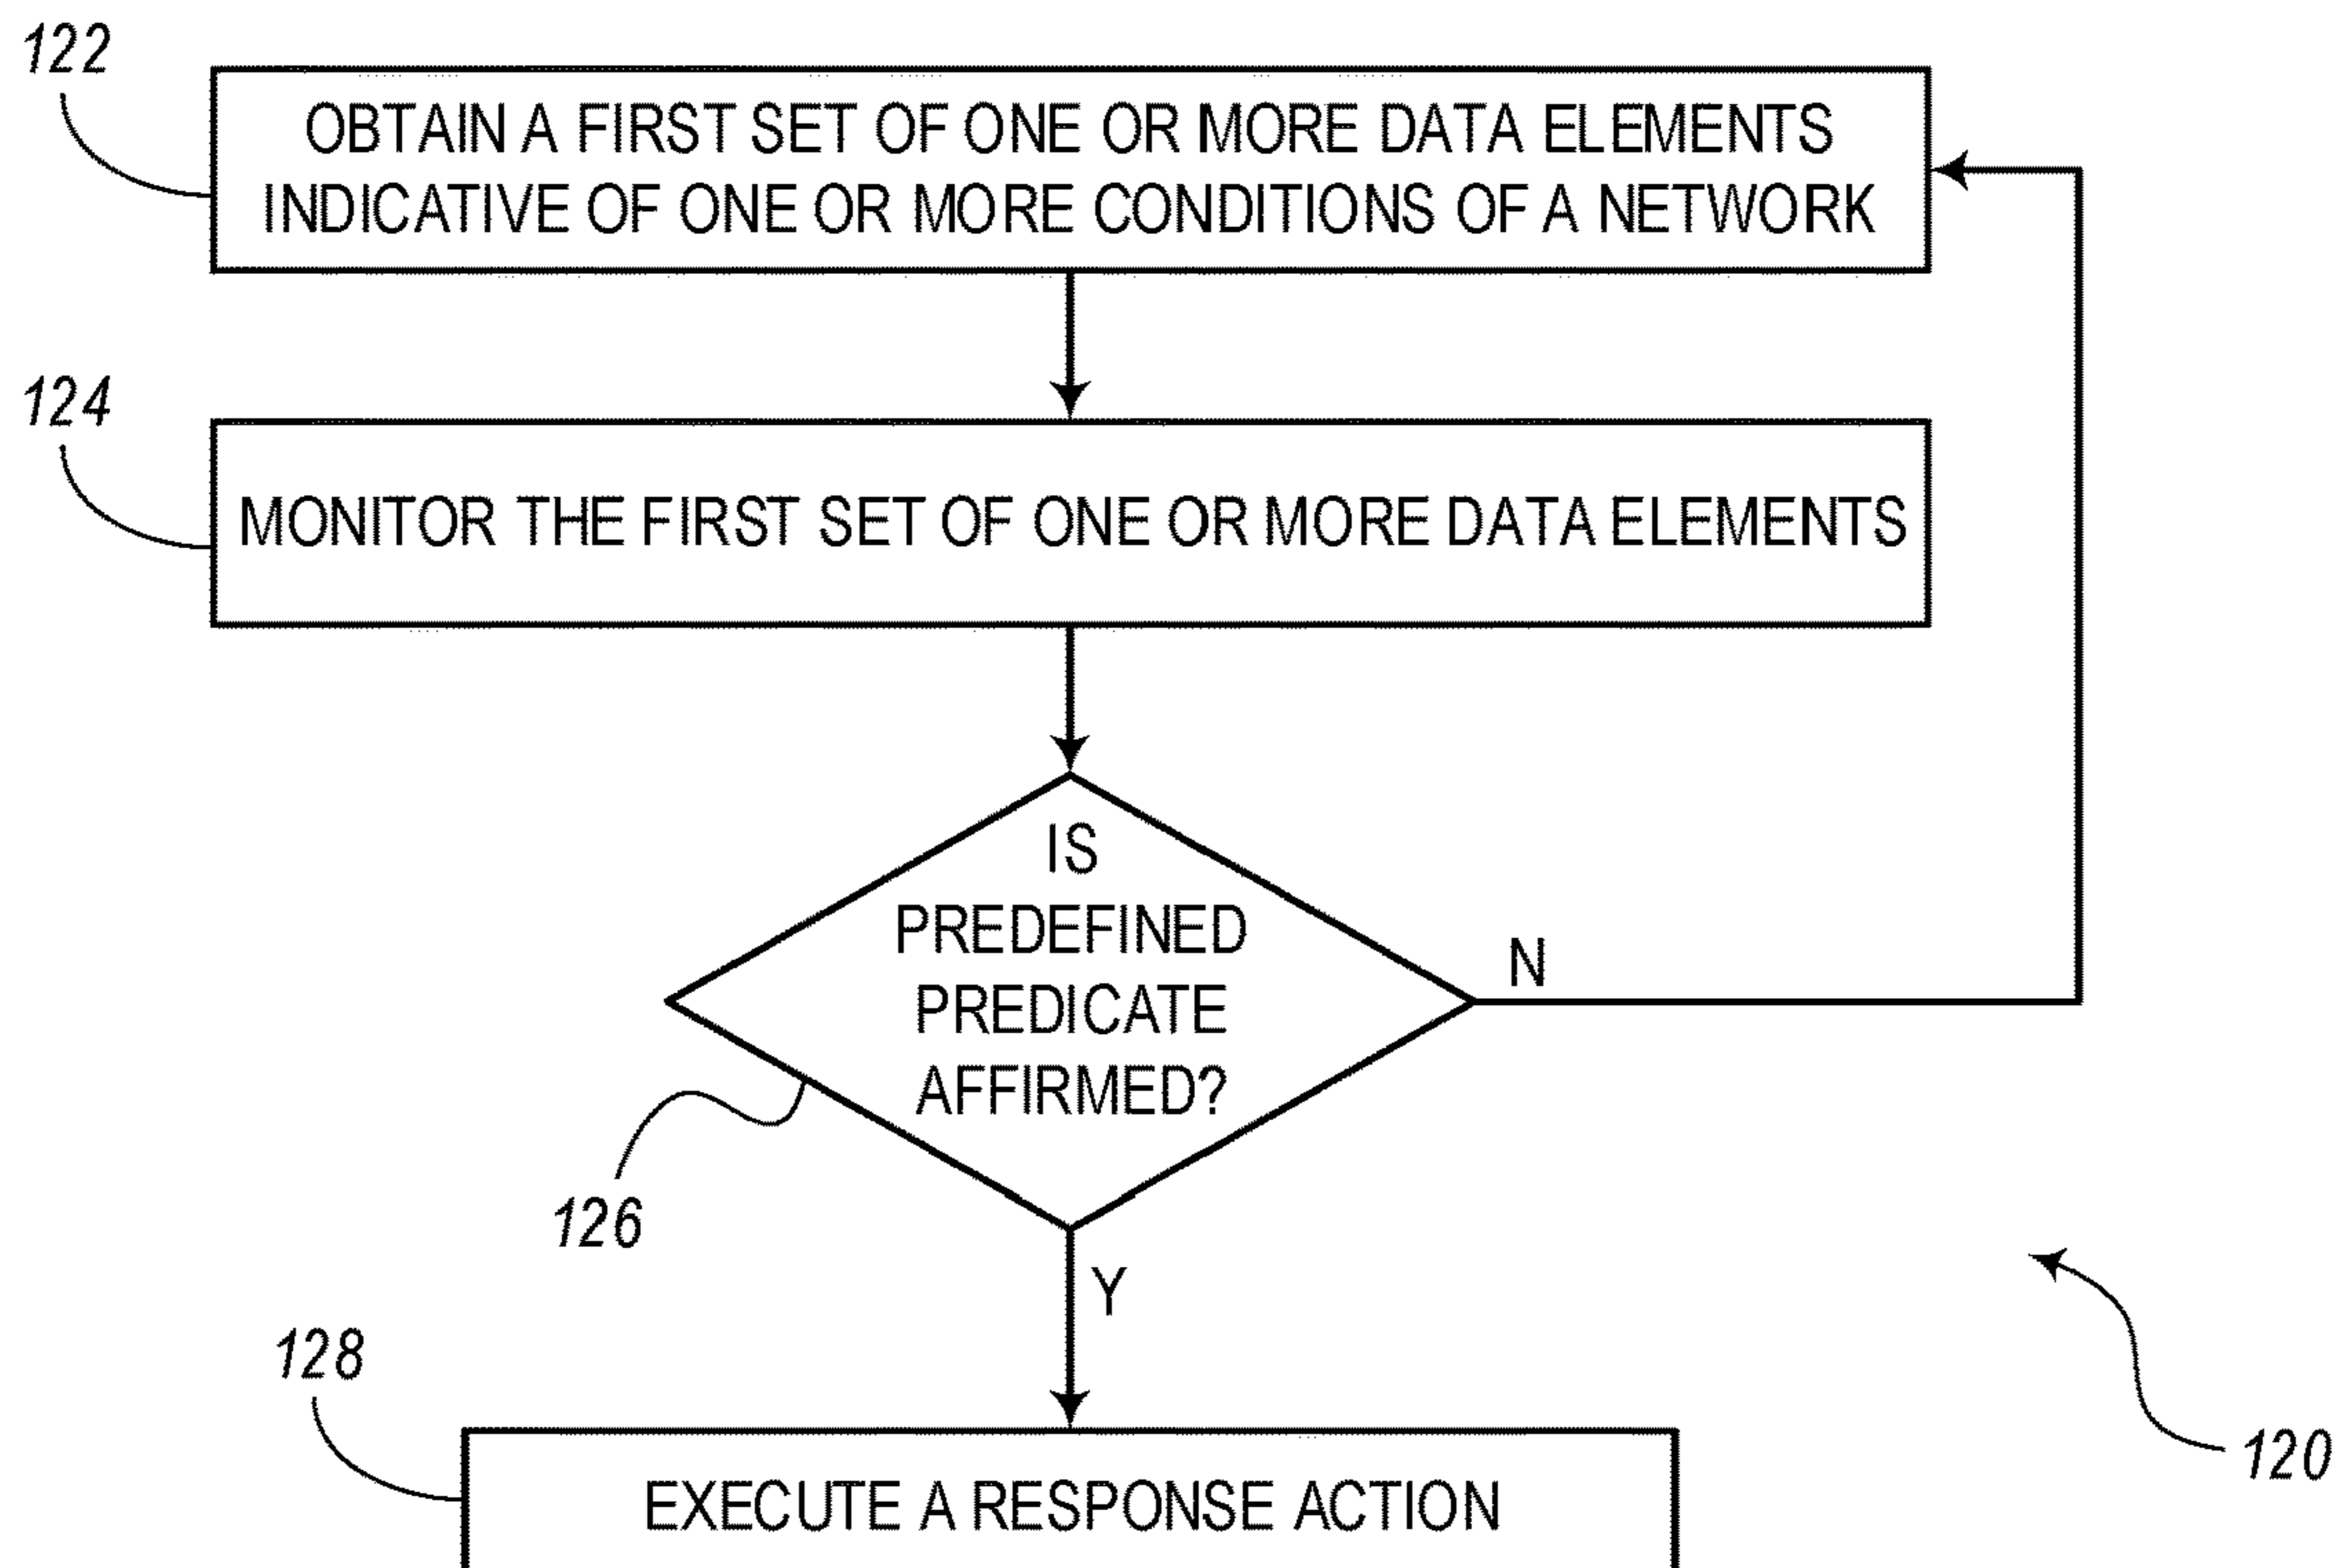 122
OBTAIN A FIRST SET OF ONE OR MORE DATA ELEMENTS
INDICATIVE OF ONE OR MORE CONDITIONS OF A NETWORK
124
MONITOR THE FIRST SET OF ONE OR MORE DATA ELEMENTS
IS
PREDEFINED
PREDICATE
AFFIRMED?
N
126
Y
128
EXECUTE A RESPONSE ACTION
120